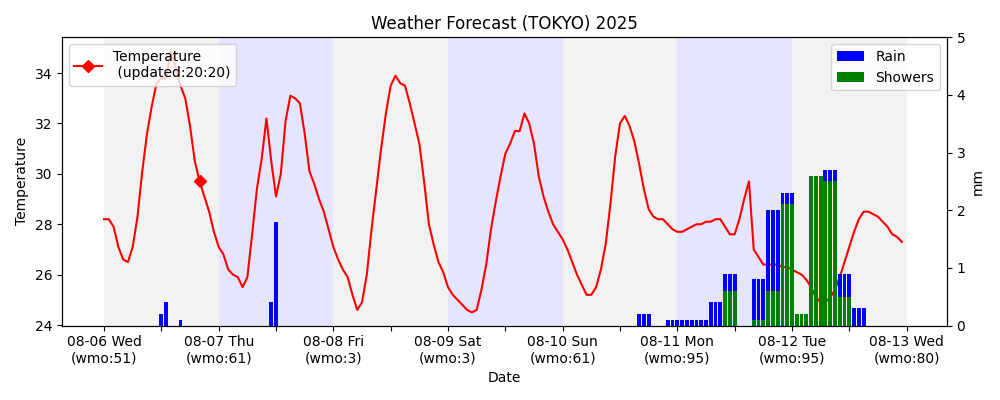 Weather Forecast (TOKYO) 2025
Temperature
(updated:20:20)
Rain
Showers
Temperature
34
32
30
28
26
24
5
4
3
2
1
0
mm
08-06 Wed
(wmo:51)
08-07 Thu
(wmo:61)
08-08 Fri
(wmo:3)
08-09 Sat
(wmo:3)
08-10 Sun
(wmo:61)
08-11 Mon
(wmo:95)
08-12 Tue
(wmo:95)
08-13 Wed
(wmo:80)
Date